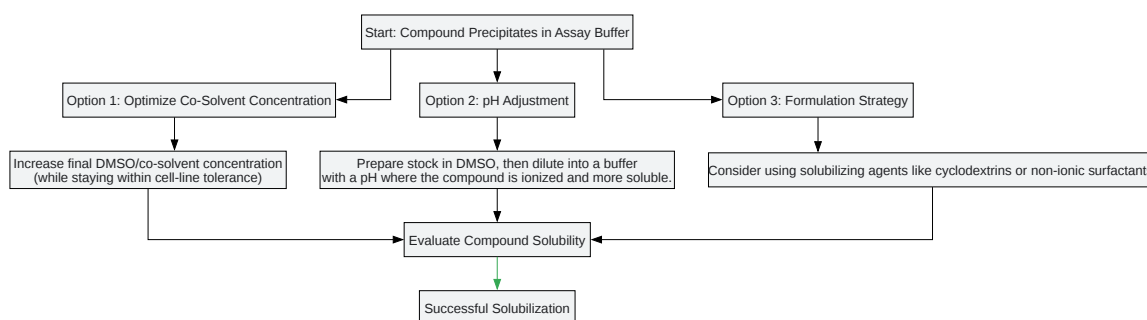 Start: Compound Precipitates in Assay Buffer
Option 1: Optimize Co-Solvent Concentration
Option 2: pH Adjustment
Option 3: Formulation Strategy
Increase final DMSO/co-solvent concentration
(while staying within cell-line tolerance)
Prepare stock in DMSO, then dilute into a buffer
with a pH where the compound is ionized and more soluble.
Consider using solubilizing agents like cyclodextrins or non-ionic surfactant
Evaluate Compound Solubility
Successful Solubilization